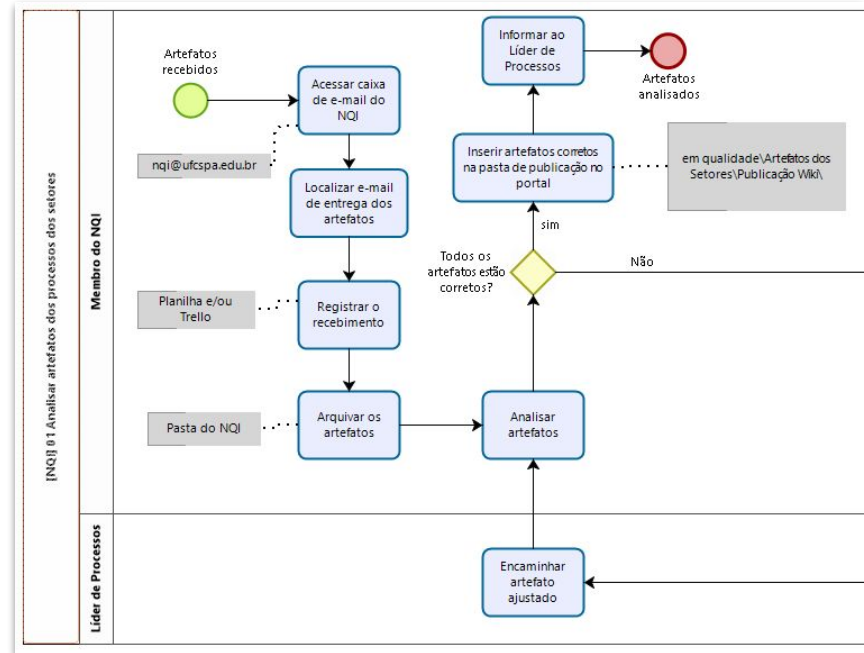 [NQI] 01 Analisar artefatos dos processos dos setores
Membro do NQI
Artefatos
recebidos
Acessar caixa
de e-mail do
NQI
nqi@ufcspa.edu.br
Localizar e-mail
de entrega dos
artefatos
Planilha e/ou
Trello
Registrar o
recebimento
Pasta do NQI
Arquivar os
artefatos
Analisar
artefatos
Todos os
artefatos estão
corretos?
sim
Não
Inserir artefatos corretos
na pasta de publicação no
portal
em qualidade\Artefatos dos
Setores\Publicação Wiki\
Informar ao
Líder de
Processos
Artefatos
analisados
Líder de Processos
Encaminhar
artefato
ajustado